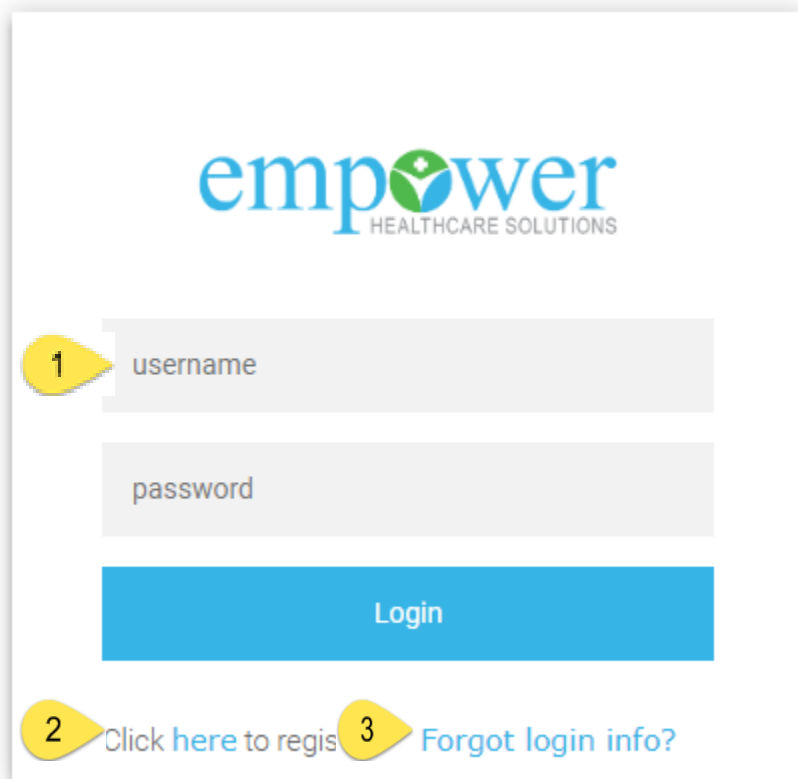 empower
HEALTHCARE SOLUTIONS
1 username
password
Login
2 Click here to regis 3 Forgot login info?